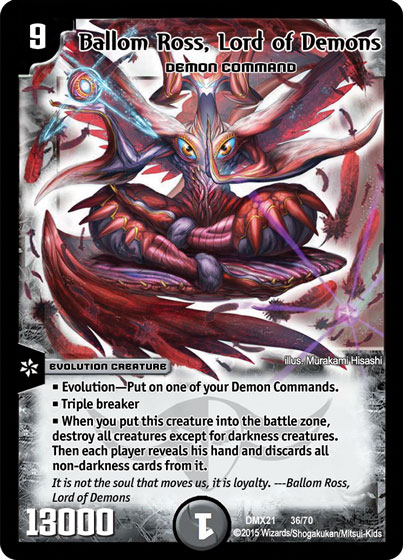 9
Ballom Ross, Lord of Demons
DEMON COMMAND
illus. Murakami Hisashi
EVOLUTION CREATURE
■ Evolution—Put on one of your Demon Commands.
■ Triple breaker
■ When you put this creature into the battle zone,
destroy all creatures except for darkness creatures.
Then each player reveals his hand and discards all
non-darkness cards from it.
It is not the soul that moves us, it is loyalty. ---Ballom Ross,
Lord of Demons
13000
1
DMX21 36/70
©2015 Wizards/Shogakukan/Mitsui-Kids